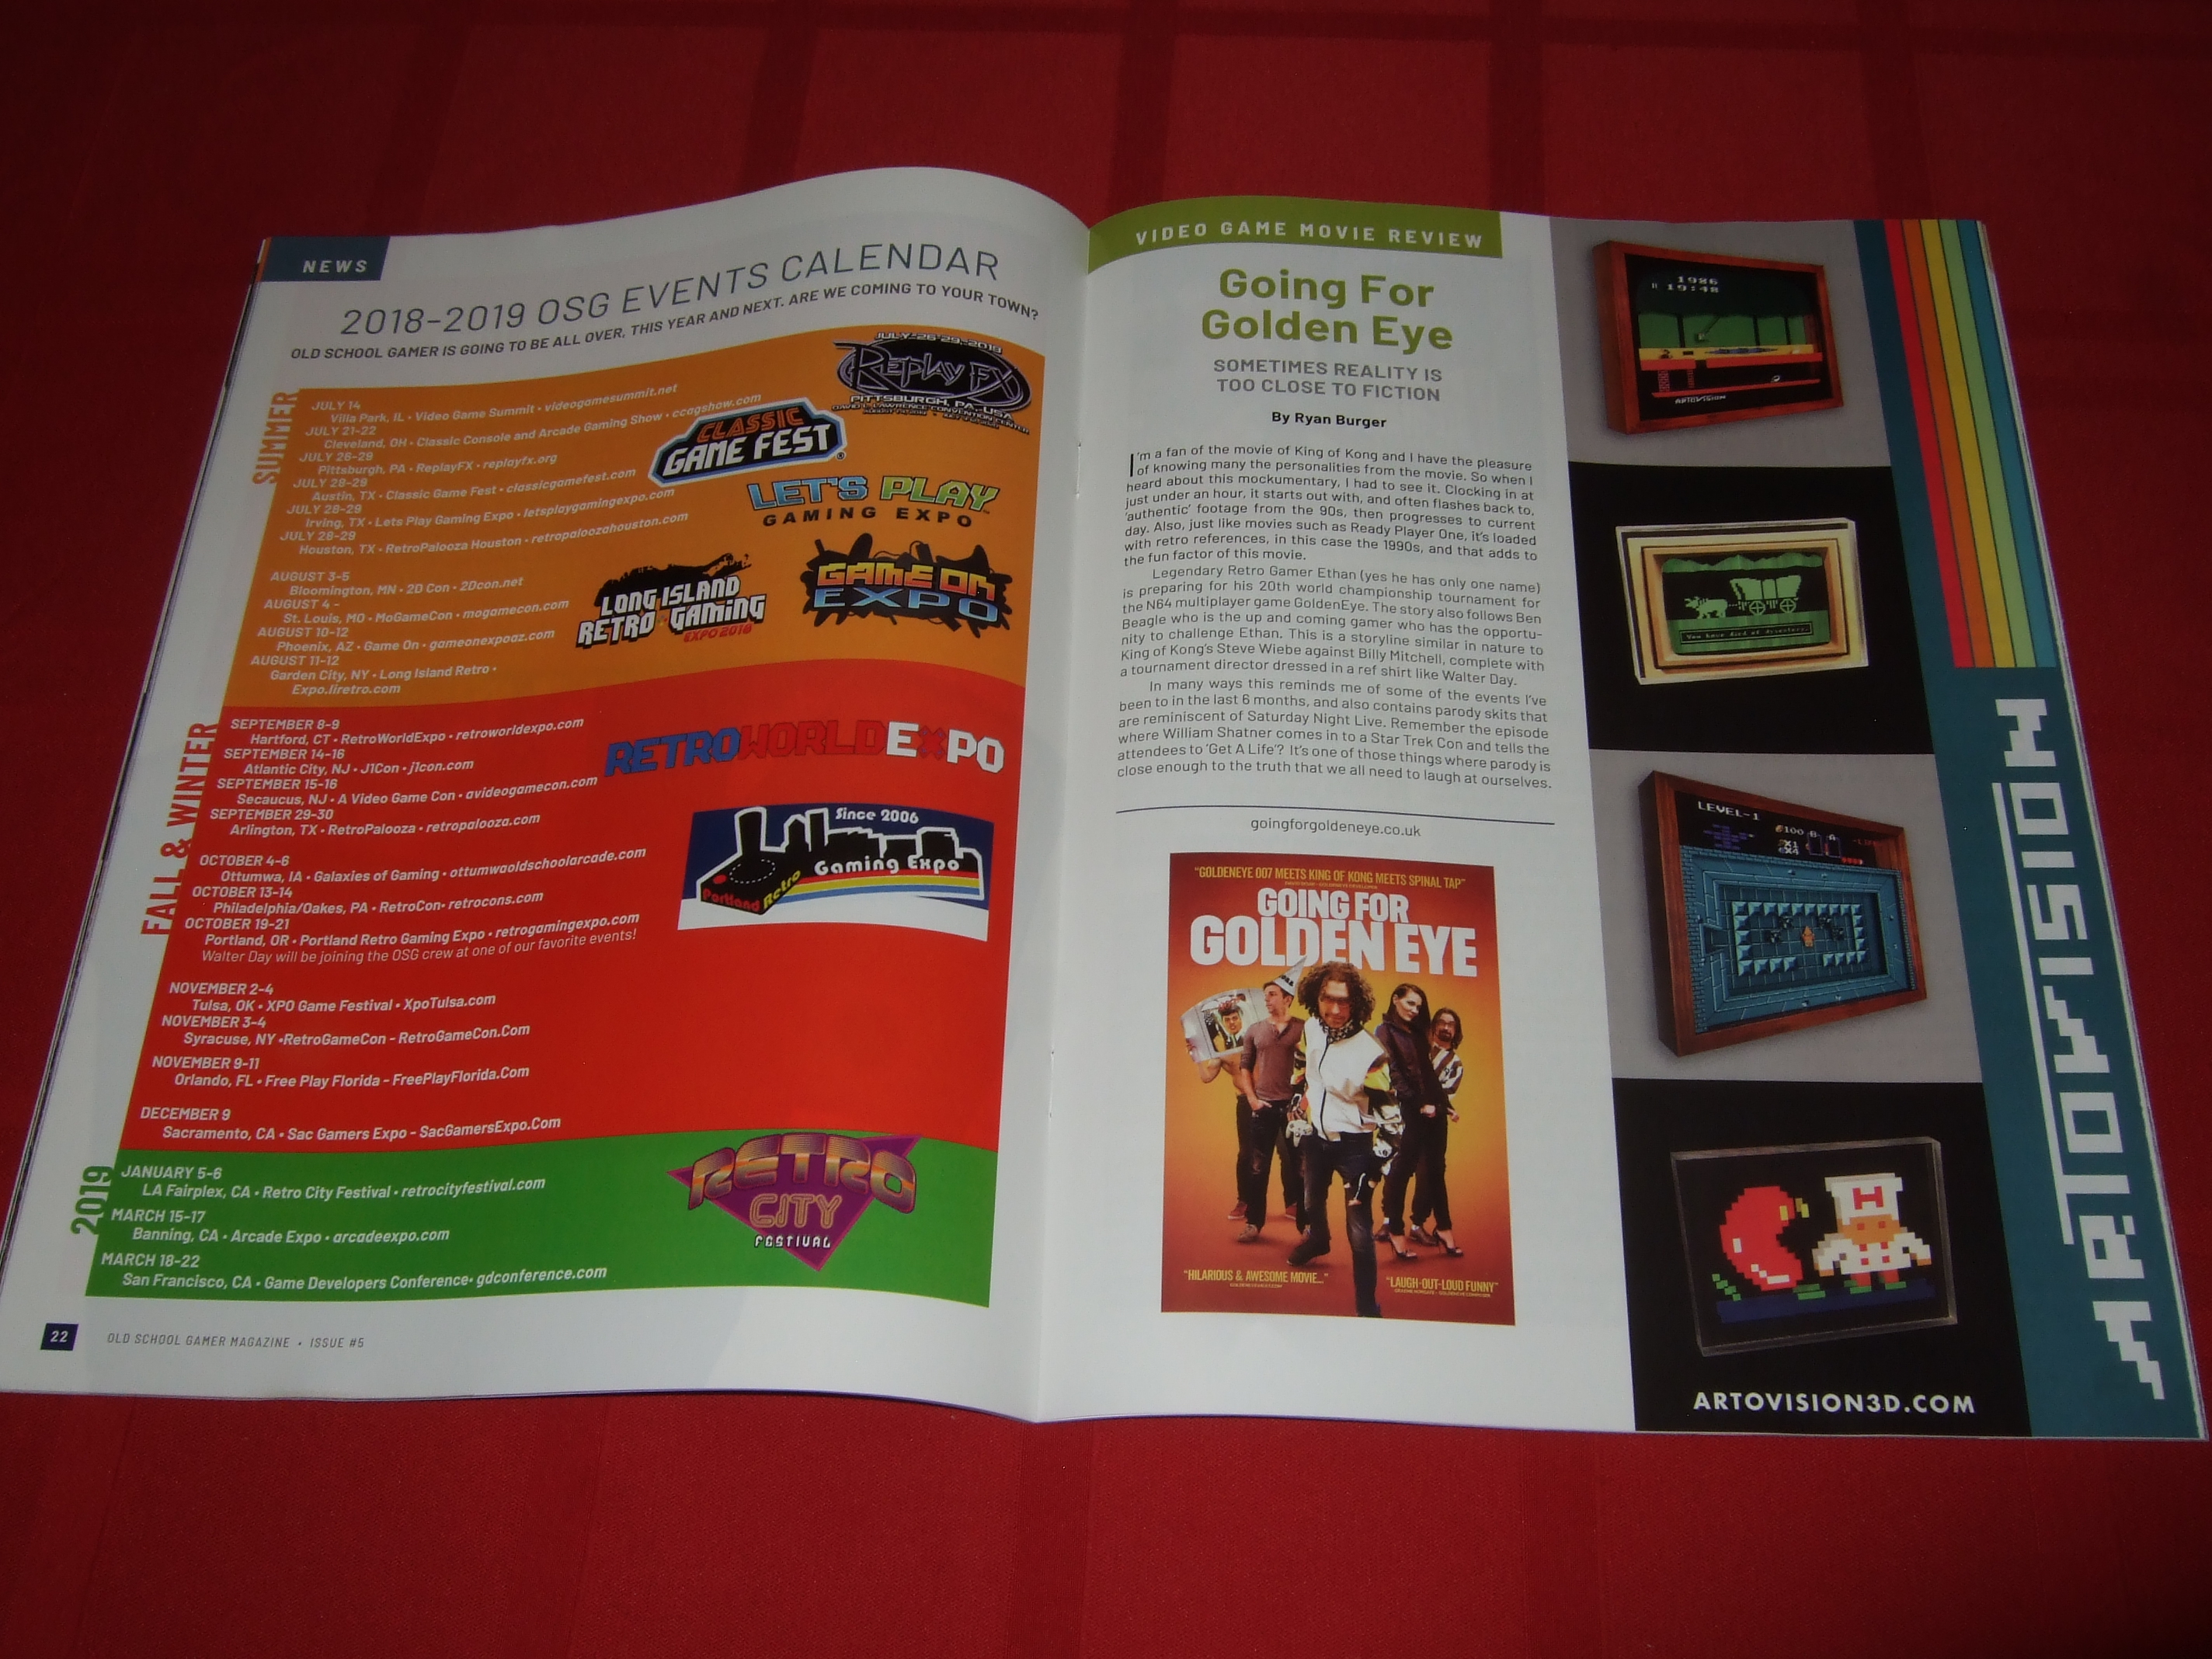 NEWS
2018-2019 OSG EVENTS CALENDAR
OLD SCHOOL GAMER IS GOING TO BE ALL OVER, THIS YEAR AND NEXT. ARE WE COMING TO YOUR TOWN?
SUMMER
JULY 14
Villa Park, IL • Video Game Summit • videogamesummit.net
JULY 21-22
Cleveland, OH • Classic Console and Arcade Gaming Show • ccagshow.com
JULY 26-29
Pittsburgh, PA • ReplayFX • replayfx.org
JULY 28-29
Austin, TX • Classic Game Fest • classicgamefest.com
JULY 28-29
Irving, TX • Lets Play Gaming Expo • letsplaygamingexpo.com
JULY 28-29
Houston, TX • RetroPalooza Houston • retropaloozahouston.com
AUGUST 3-5
Bloomington, MN • 2D Con • 2Dcon.net
AUGUST 4 -
St. Louis, MO • MoGameCon • mogamecon.com
AUGUST 10-12
Phoenix, AZ • Game On • gameonexpoaz.com
AUGUST 11-12
Garden City, NY • Long Island Retro •
Expo.liretro.com
JULY-26-29, 2019
REPLAY FX
PITTSBURGH, PA - USA
CLASSIC
GAME FEST
LET'S PLAY
GAMING EXPO
LONG ISLAND
RETRO GAMING
EXPO 2018
GAME ON
EXPO
FALL & WINTER
SEPTEMBER 8-9
Hartford, CT • RetroWorldExpo • retroworldexpo.com
SEPTEMBER 14-16
Atlantic City, NJ • J1Con • j1con.com
SEPTEMBER 15-16
Secaucus, NJ • A Video Game Con • avideogamecon.com
SEPTEMBER 29-30
Arlington, TX • RetroPalooza • retropalooza.com
OCTOBER 4-6
Ottumwa, IA • Galaxies of Gaming • ottumwaoldschoolarcade.com
OCTOBER 13-14
Philadelphia/Oakes, PA • RetroCon• retrocons.com
OCTOBER 19-21
Portland, OR • Portland Retro Gaming Expo • retrogamingexpo.com
Walter Day will be joining the OSG crew at one of our favorite events!
NOVEMBER 2-4
Tulsa, OK • XPO Game Festival • XpoTulsa.com
NOVEMBER 3-4
Syracuse, NY •RetroGameCon - RetroGameCon.Com
NOVEMBER 9-11
Orlando, FL • Free Play Florida - FreePlayFlorida.Com
DECEMBER 9
Sacramento, CA • Sac Gamers Expo - SacGamersExpo.Com
RETROWORLDEXPO
Since 2006
Portland Retro Gaming Expo
2019
JANUARY 5-6
LA Fairplex, CA • Retro City Festival • retrocityfestival.com
MARCH 15-17
Banning, CA • Arcade Expo • arcadeexpo.com
MARCH 18-22
San Francisco, CA • Game Developers Conference• gdconference.com
RETRO
CITY
FESTIVAL
22
OLD SCHOOL GAMER MAGAZINE • ISSUE #5
VIDEO GAME MOVIE REVIEW
Going For
Golden Eye
SOMETIMES REALITY IS
TOO CLOSE TO FICTION
By Ryan Burger
I'm a fan of the movie of King of Kong and I have the pleasure
of knowing many the personalities from the movie. So when I
heard about this mockumentary, I had to see it. Clocking in at
just under an hour, it starts out with, and often flashes back to,
'authentic' footage from the 90s, then progresses to current
day. Also, just like movies such as Ready Player One, it's loaded
with retro references, in this case the 1990s, and that adds to
the fun factor of this movie.
Legendary Retro Gamer Ethan (yes he has only one name)
is preparing for his 20th world championship tournament for
the N64 multiplayer game GoldenEye. The story also follows Ben
Beagle who is the up and coming gamer who has the opportu-
nity to challenge Ethan. This is a storyline similar in nature to
King of Kong's Steve Wiebe against Billy Mitchell, complete with
a tournament director dressed in a ref shirt like Walter Day.
In many ways this reminds me of some of the events I've
been to in the last 6 months, and also contains parody skits that
are reminiscent of Saturday Night Live. Remember the episode
where William Shatner comes in to a Star Trek Con and tells the
attendees to 'Get A Life'? It's one of those things where parody is
close enough to the truth that we all need to laugh at ourselves.
goingforgoldeneye.co.uk
"GOLDENEYE 007 MEETS KING OF KONG MEETS SPINAL TAP"
GOING FOR
GOLDEN EYE
"HILARIOUS & AWESOME MOVIE..."
"LAUGH-OUT-LOUD FUNNY"
1986
19:48
ARTOVISION
You have died of dysentery.
LEVEL-1
H
ARTOVISION
ARTOVISION3D.COM